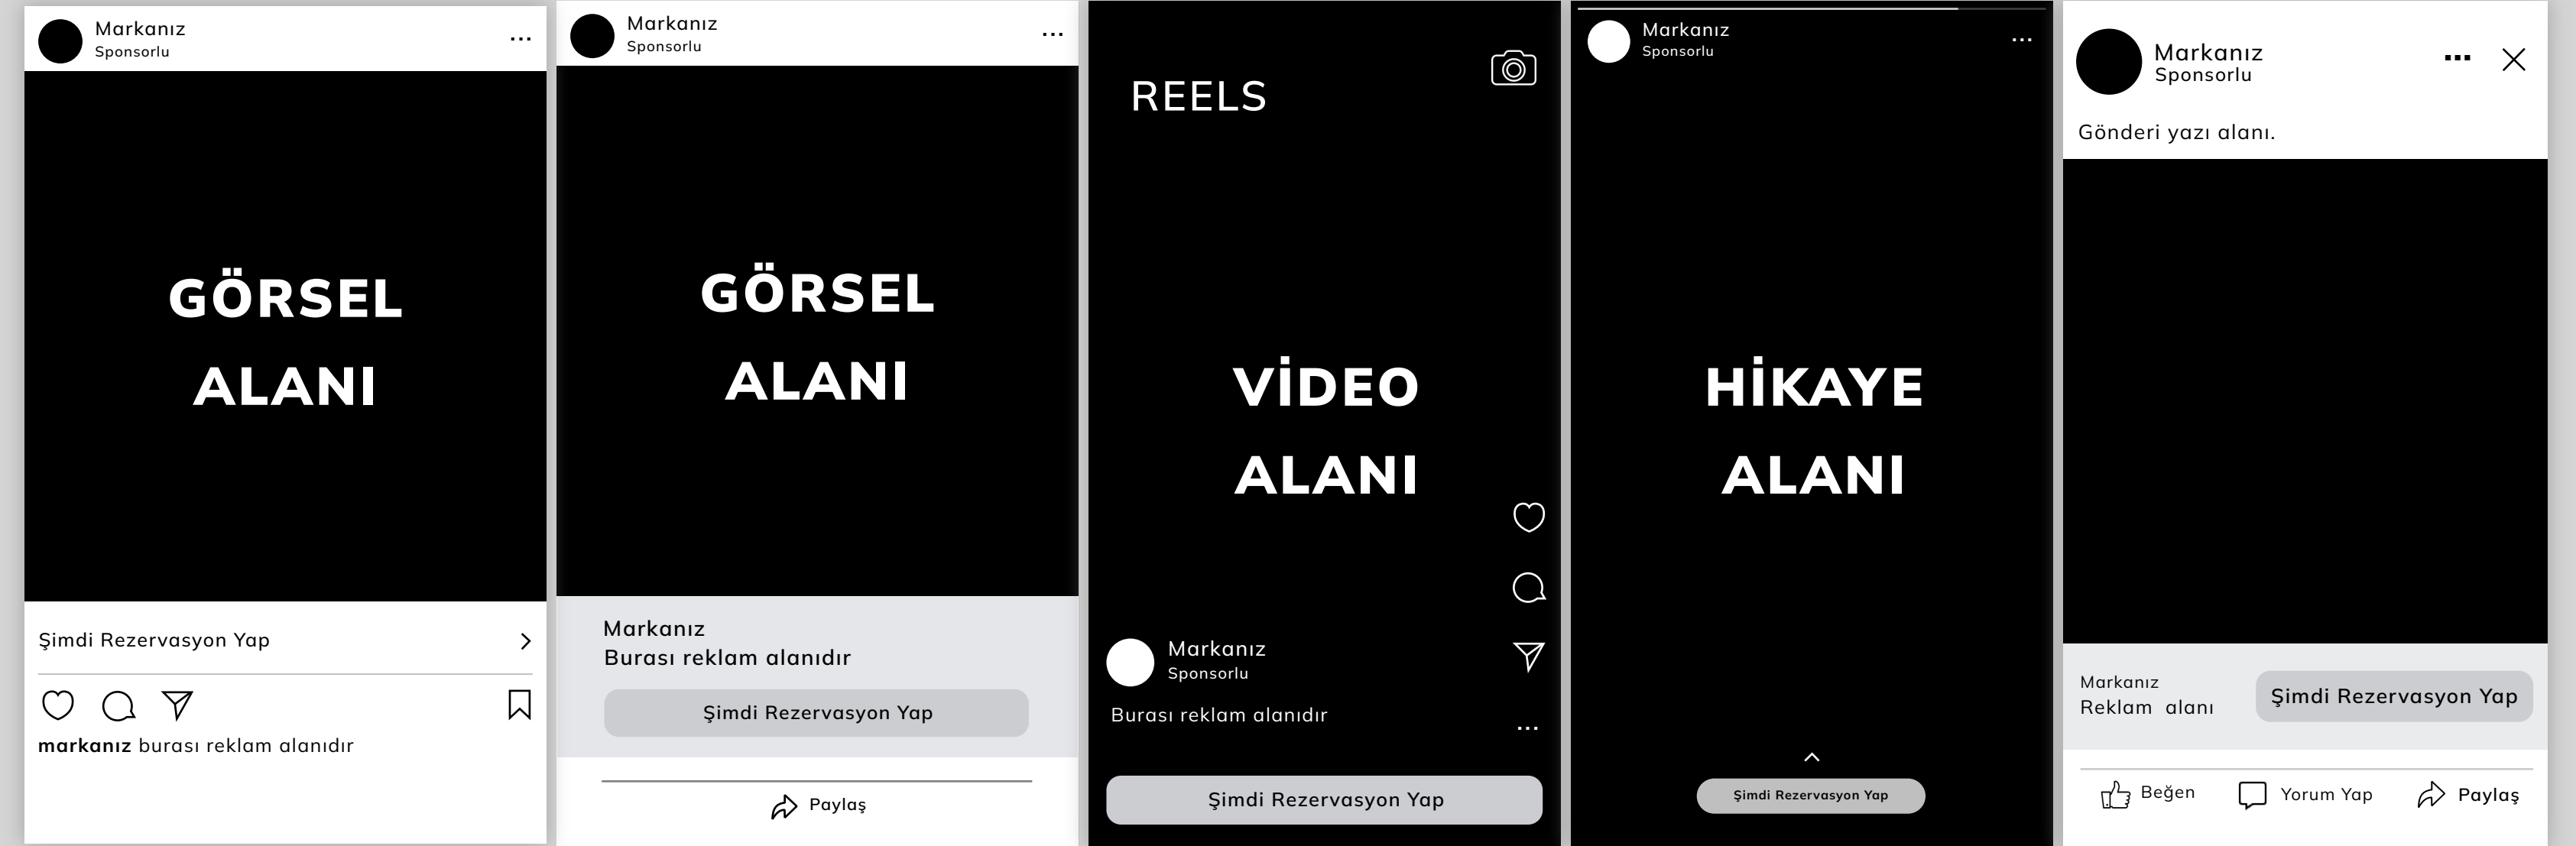 Markanız
Sponsorlu
GÖRSEL
ALANI
Şimdi Rezervasyon Yap
markanız burası reklam alanıdır
Markanız
Sponsorlu
GÖRSEL
ALANI
Markanız
Burası reklam alanıdır
Şimdi Rezervasyon Yap
Paylaş
REELS
VİDEO
ALANI
Markanız
Sponsorlu
Burası reklam alanıdır
Şimdi Rezervasyon Yap
Markanız
Sponsorlu
HİKAYE
ALANI
Şimdi Rezervasyon Yap
Markanız
Sponsorlu
Gönderi yazı alanı.
Markanız
Reklam alanı
Şimdi Rezervasyon Yap
Beğen
Yorum Yap
Paylaş